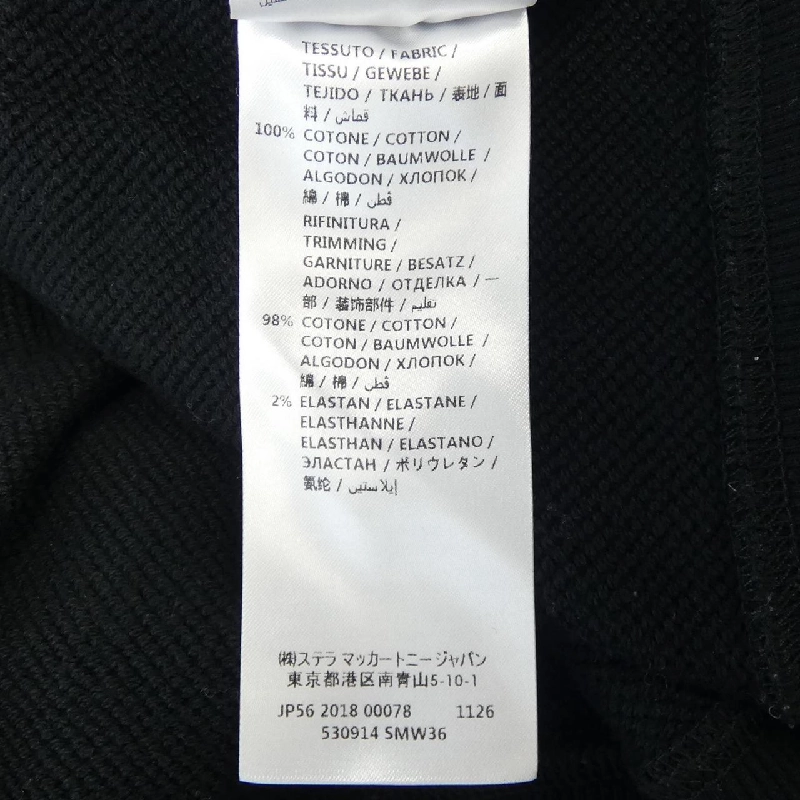 TESSUTO / FABRIC /
TISSU / GEWEBE /
TEJIDO / ТКАНЬ / 表地 / 面
料 / قماش
100% COTONE / COTTON /
COTON / BAUMWOLLE /
ALGODON / ХЛОПОК /
綿 / 棉 / قطن
RIFINITURA /
TRIMMING /
GARNITURE / BESATZ /
ADORNO / ОТДЕЛКА / 一
部 / 装饰部件 / تقليم
98% COTONE / COTTON /
COTON / BAUMWOLLE /
ALGODON / ХЛОПОК /
綿 / 棉 / قطن
2% ELASTAN / ELASTANE /
ELASTHANNE /
ELASTHAN / ELASTANO /
ЭЛАСТАН / ポリウレタン /
氨纶 / إيلاستين
㈱ステラ マッカートニー ジャパン
東京都港区南青山5-10-1
JP56 2018 00078 1126
530914 SMW36